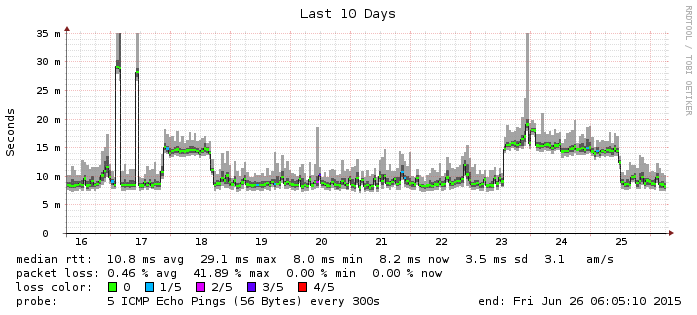 Last 10 Days
RRDTOOL / TOBI OETIKER
Seconds
35 m
30 m
25 m
20 m
15 m
10 m
5 m
0
16 17 18 19 20 21 22 23 24 25
median rtt: 10.8 ms avg 29.1 ms max 8.0 ms min 8.2 ms now 3.5 ms sd 3.1 am/s
packet loss: 0.46 % avg 41.89 % max 0.00 % min 0.00 % now
loss color: 0 1/5 2/5 3/5 4/5
probe: 5 ICMP Echo Pings (56 Bytes) every 300s end: Fri Jun 26 06:05:10 2015